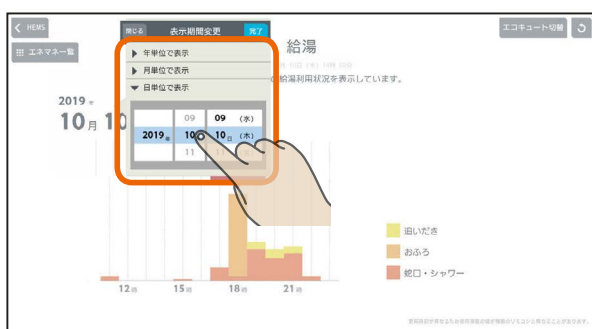 < HEMS
閉じる 表示期間変更 完了
エコキュート切替
エネマネ一覧
▶ 年単位で表示
▶ 月単位で表示
▼ 日単位で表示
給湯
の給湯利用状況を表示しています。
2019年
10月 10
09 09 (水)
2019年 10 10日 (木)
11 11
追いだき
おふろ
蛇口・シャワー
12時 15時 18時 21時